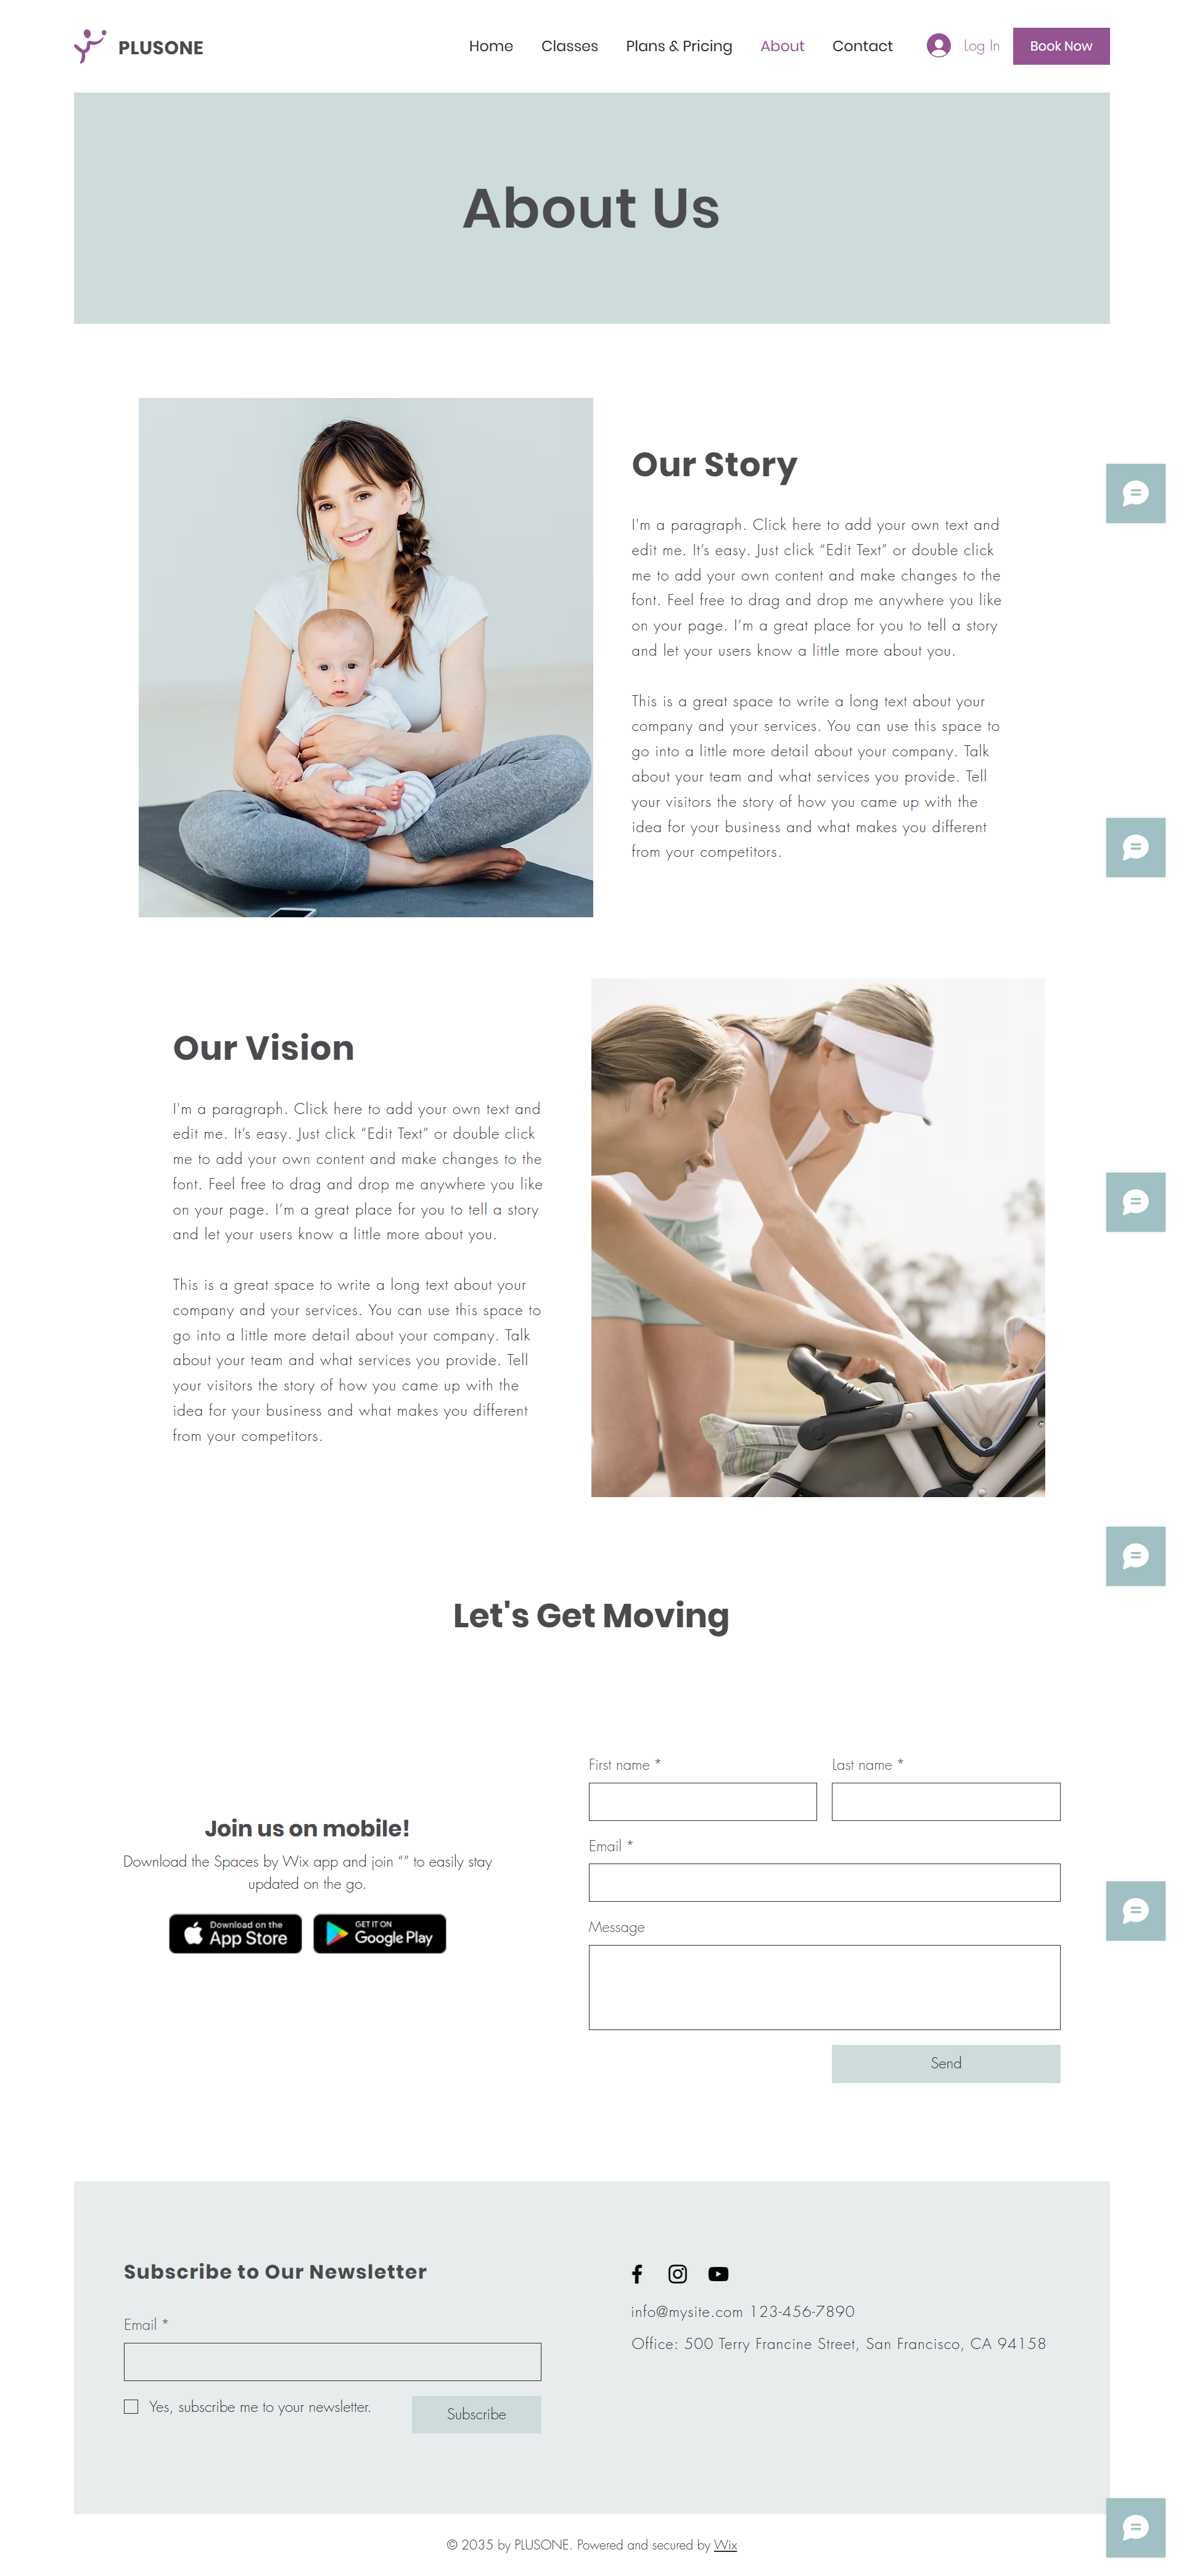 PLUSONE
Home Classes Plans & Pricing About Contact Log In Book Now
About Us
Our Story
I'm a paragraph. Click here to add your own text and
edit me. It's easy. Just click “Edit Text” or double click
me to add your own content and make changes to the
font. Feel free to drag and drop me anywhere you like
on your page. I'm a great place for you to tell a story
and let your users know a little more about you.
This is a great space to write a long text about your
company and your services. You can use this space to
go into a little more detail about your company. Talk
about your team and what services you provide. Tell
your visitors the story of how you came up with the
idea for your business and what makes you different
from your competitors.
Our Vision
I'm a paragraph. Click here to add your own text and
edit me. It's easy. Just click “Edit Text” or double click
me to add your own content and make changes to the
font. Feel free to drag and drop me anywhere you like
on your page. I'm a great place for you to tell a story
and let your users know a little more about you.
This is a great space to write a long text about your
company and your services. You can use this space to
go into a little more detail about your company. Talk
about your team and what services you provide. Tell
your visitors the story of how you came up with the
idea for your business and what makes you different
from your competitors.
Let's Get Moving
Join us on mobile!
Download the Spaces by Wix app and join “” to easily stay
updated on the go.
Download on the
App Store
GET IT ON
Google Play
First name *
Last name *
Email *
Message
Send
Subscribe to Our Newsletter
Email *
Yes, subscribe me to your newsletter.
Subscribe
info@mysite.com 123-456-7890
Office: 500 Terry Francine Street, San Francisco, CA 94158
© 2035 by PLUSONE. Powered and secured by Wix